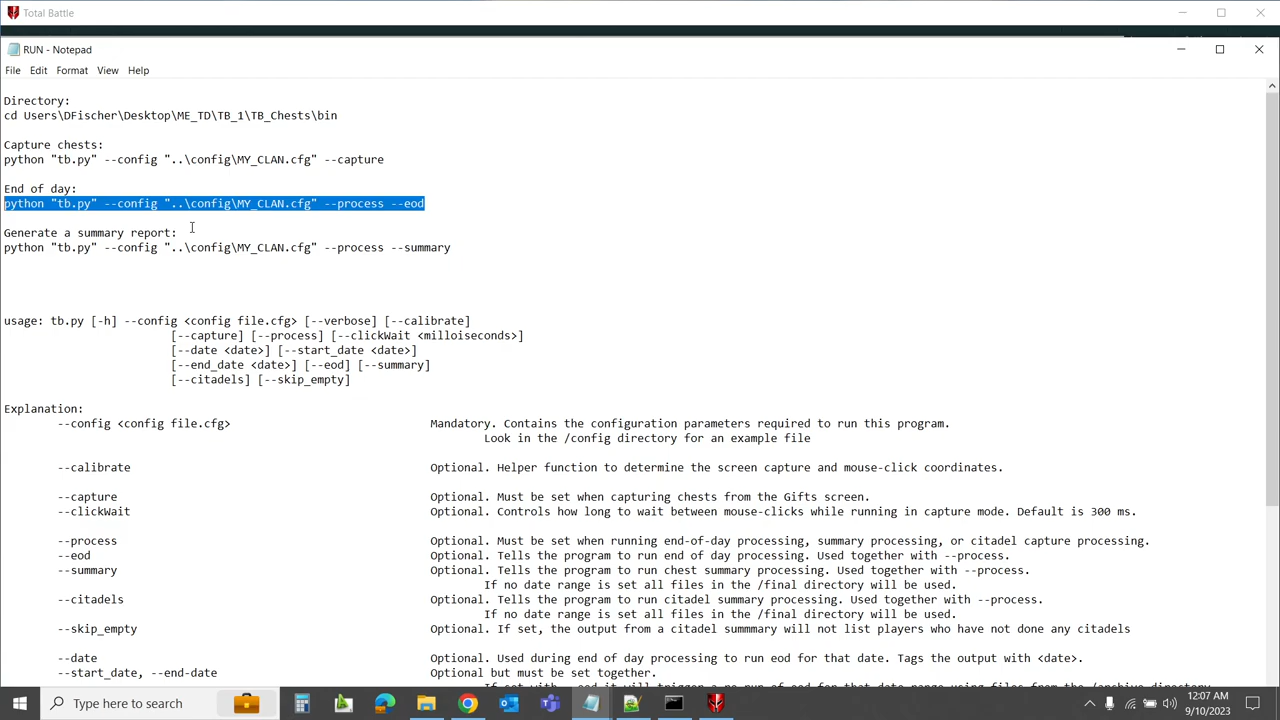 Total Battle
RUN - Notepad
File Edit Format View Help
Directory:
cd Users\DFischer\Desktop\ME_TD\TB_1\TB_Chests\bin
Capture chests:
python "tb.py" --config "..\config\MY_CLAN.cfg" --capture
End of day:
python "tb.py" --config "..\config\MY_CLAN.cfg" --process --eod
Generate a summary report:
python "tb.py" --config "..\config\MY_CLAN.cfg" --process --summary
usage: tb.py [-h] --config <config file.cfg> [--verbose] [--calibrate]
[--capture] [--process] [--clickWait <milloiseconds>]
[--date <date>] [--start_date <date>]
[--end_date <date>] [--eod] [--summary]
[--citadels] [--skip_empty]
Explanation:
--config <config file.cfg> Mandatory. Contains the configuration parameters required to run this program.
Look in the /config directory for an example file
--calibrate Optional. Helper function to determine the screen capture and mouse-click coordinates.
--capture Optional. Must be set when capturing chests from the Gifts screen.
--clickWait Optional. Controls how long to wait between mouse-clicks while running in capture mode. Default is 300 ms.
--process Optional. Must be set when running end-of-day processing, summary processing, or citadel capture processing.
--eod Optional. Tells the program to run end of day processing. Used together with --process.
--summary Optional. Tells the program to run chest summary processing. Used together with --process.
If no date range is set all files in the /final directory will be used.
--citadels Optional. Tells the program to run citadel summary processing. Used together with --process.
If no date range is set all files in the /final directory will be used.
--skip_empty Optional. If set, the output from a citadel summmary will not list players who have not done any citadels
--date Optional. Used during end of day processing to run eod for that date. Tags the output with <date>.
--start_date, --end-date Optional but must be set together.
Type here to search
12:07 AM
9/10/2023